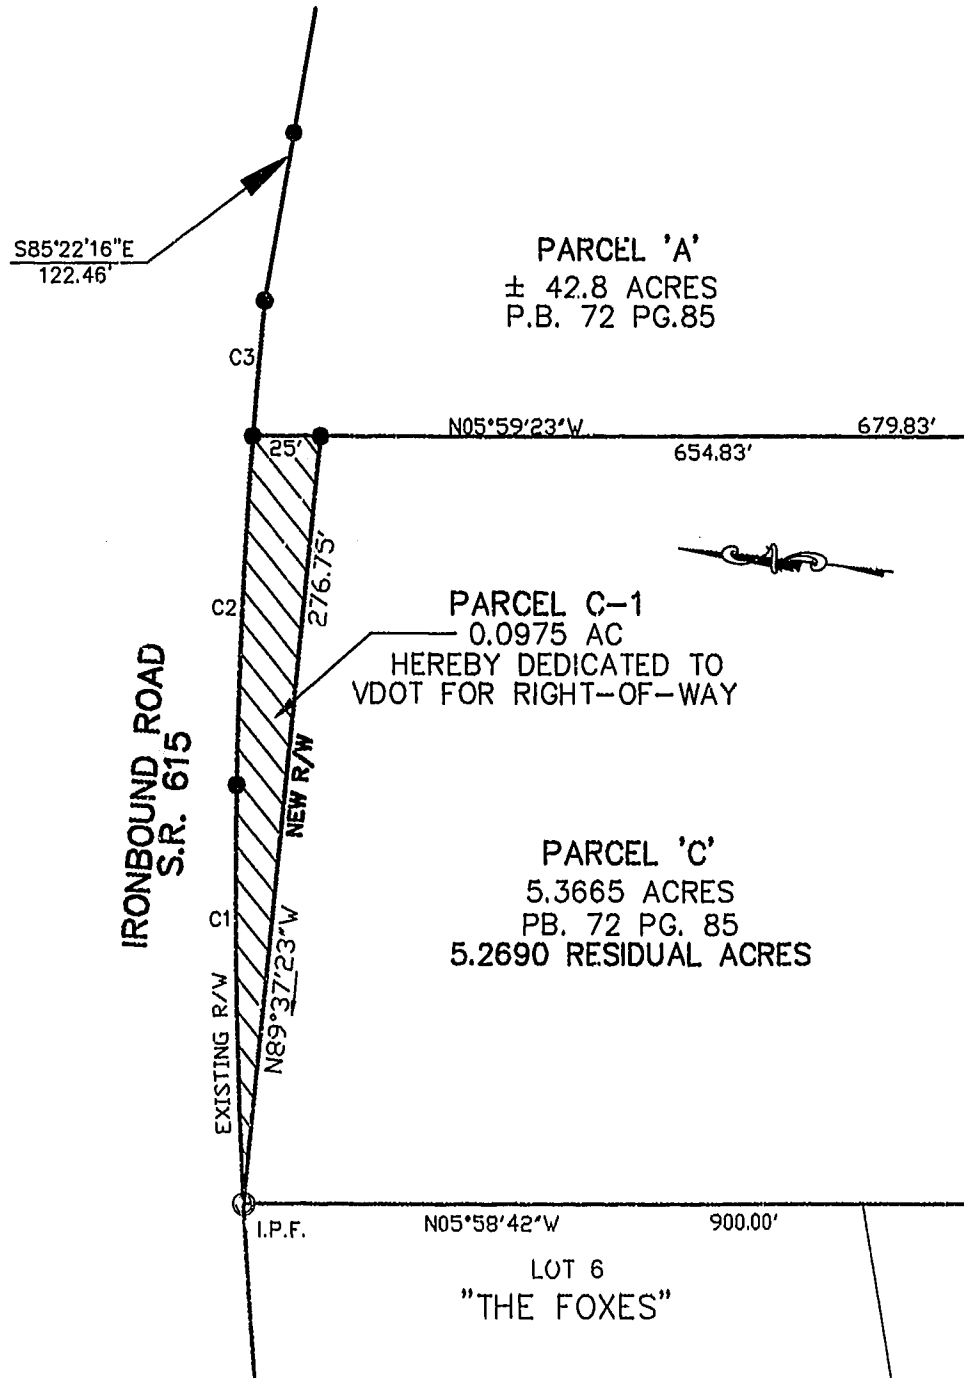 S85°22'16"E
122.46'
PARCEL 'A'
± 42.8 ACRES
P.B. 72 PG.85
C3
N05°59'23"W
679.83'
25'
654.83'
276.75'
C2
PARCEL C-1
0.0975 AC
HEREBY DEDICATED TO
VDOT FOR RIGHT-OF-WAY
IRONBOUND ROAD
S.R. 615
NEW R/W
PARCEL 'C'
5.3665 ACRES
PB. 72 PG. 85
5.2690 RESIDUAL ACRES
C1
N89°37'23"W
EXISTING R/W
I.P.F.
N05°58'42"W
900.00'
LOT 6
"THE FOXES"